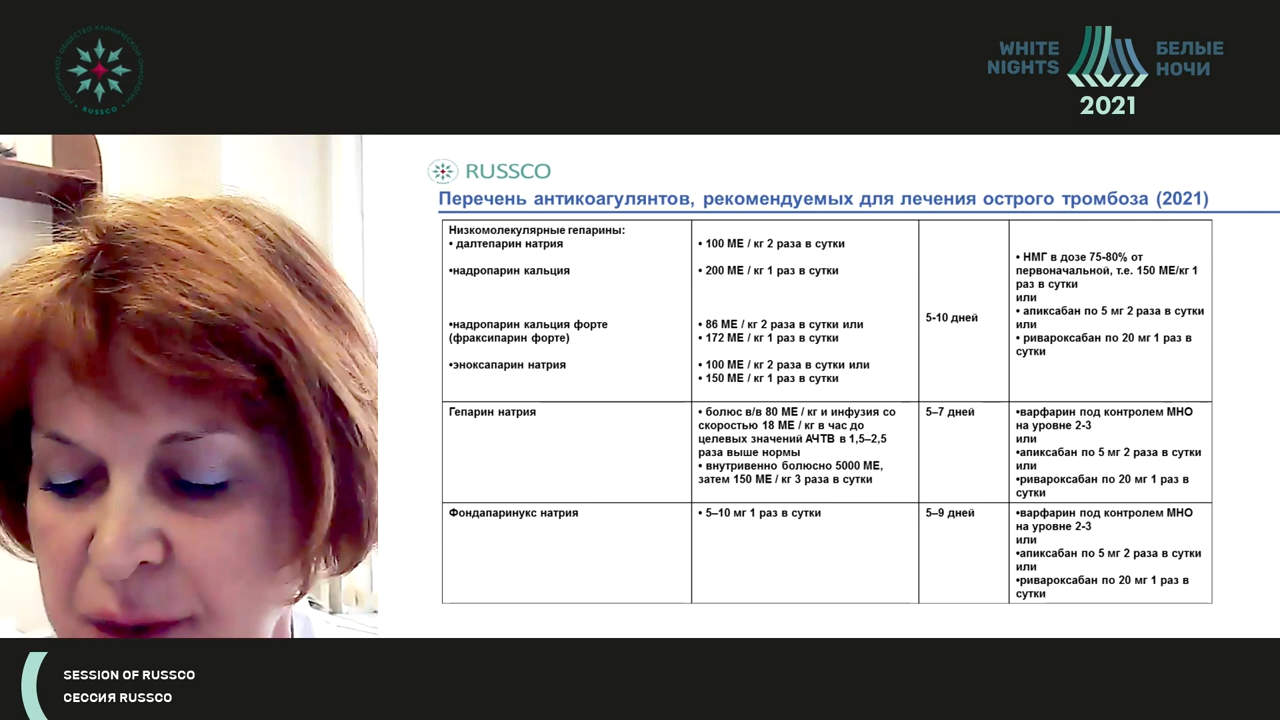 РОССИЙСКОЕ ОБЩЕСТВО КЛИНИЧЕСКОЙ ОНКОЛОГИИ
RUSSCO
WHITE
NIGHTS
БЕЛЫЕ
НОЧИ
2021
RUSSCO
Перечень антикоагулянтов, рекомендуемых для лечения острого тромбоза (2021)
Низкомолекулярные гепарины:
• далтепарин натрия
•надропарин кальция
•надропарин кальция форте
(фраксипарин форте)
•эноксапарин натрия
• 100 МЕ / кг 2 раза в сутки
• 200 МЕ / кг 1 раз в сутки
• 86 МЕ / кг 2 раза в сутки или
• 172 МЕ / кг 1 раз в сутки
• 100 МЕ / кг 2 раза в сутки или
• 150 МЕ / кг 1 раз в сутки
5-10 дней
• НМГ в дозе 75-80% от
первоначальной, т.е. 150 МЕ/кг 1
раз в сутки
или
• апиксабан по 5 мг 2 раза в сутки
или
• ривароксабан по 20 мг 1 раз в
сутки
Гепарин натрия
• болюс в/в 80 МЕ / кг и инфузия со
скоростью 18 МЕ / кг в час до
целевых значений АЧТВ в 1,5–2,5
раза выше нормы
• внутривенно болюсно 5000 МЕ,
затем 150 МЕ / кг 3 раза в сутки
5–7 дней
•варфарин под контролем МНО
на уровне 2-3
или
•апиксабан по 5 мг 2 раза в сутки
или
•ривароксабан по 20 мг 1 раз в
сутки
Фондапаринукс натрия
• 5–10 мг 1 раз в сутки
5–9 дней
•варфарин под контролем МНО
на уровне 2-3
или
•апиксабан по 5 мг 2 раза в сутки
или
•ривароксабан по 20 мг 1 раз в
сутки
SESSION OF RUSSCO
СЕССИЯ RUSSCO